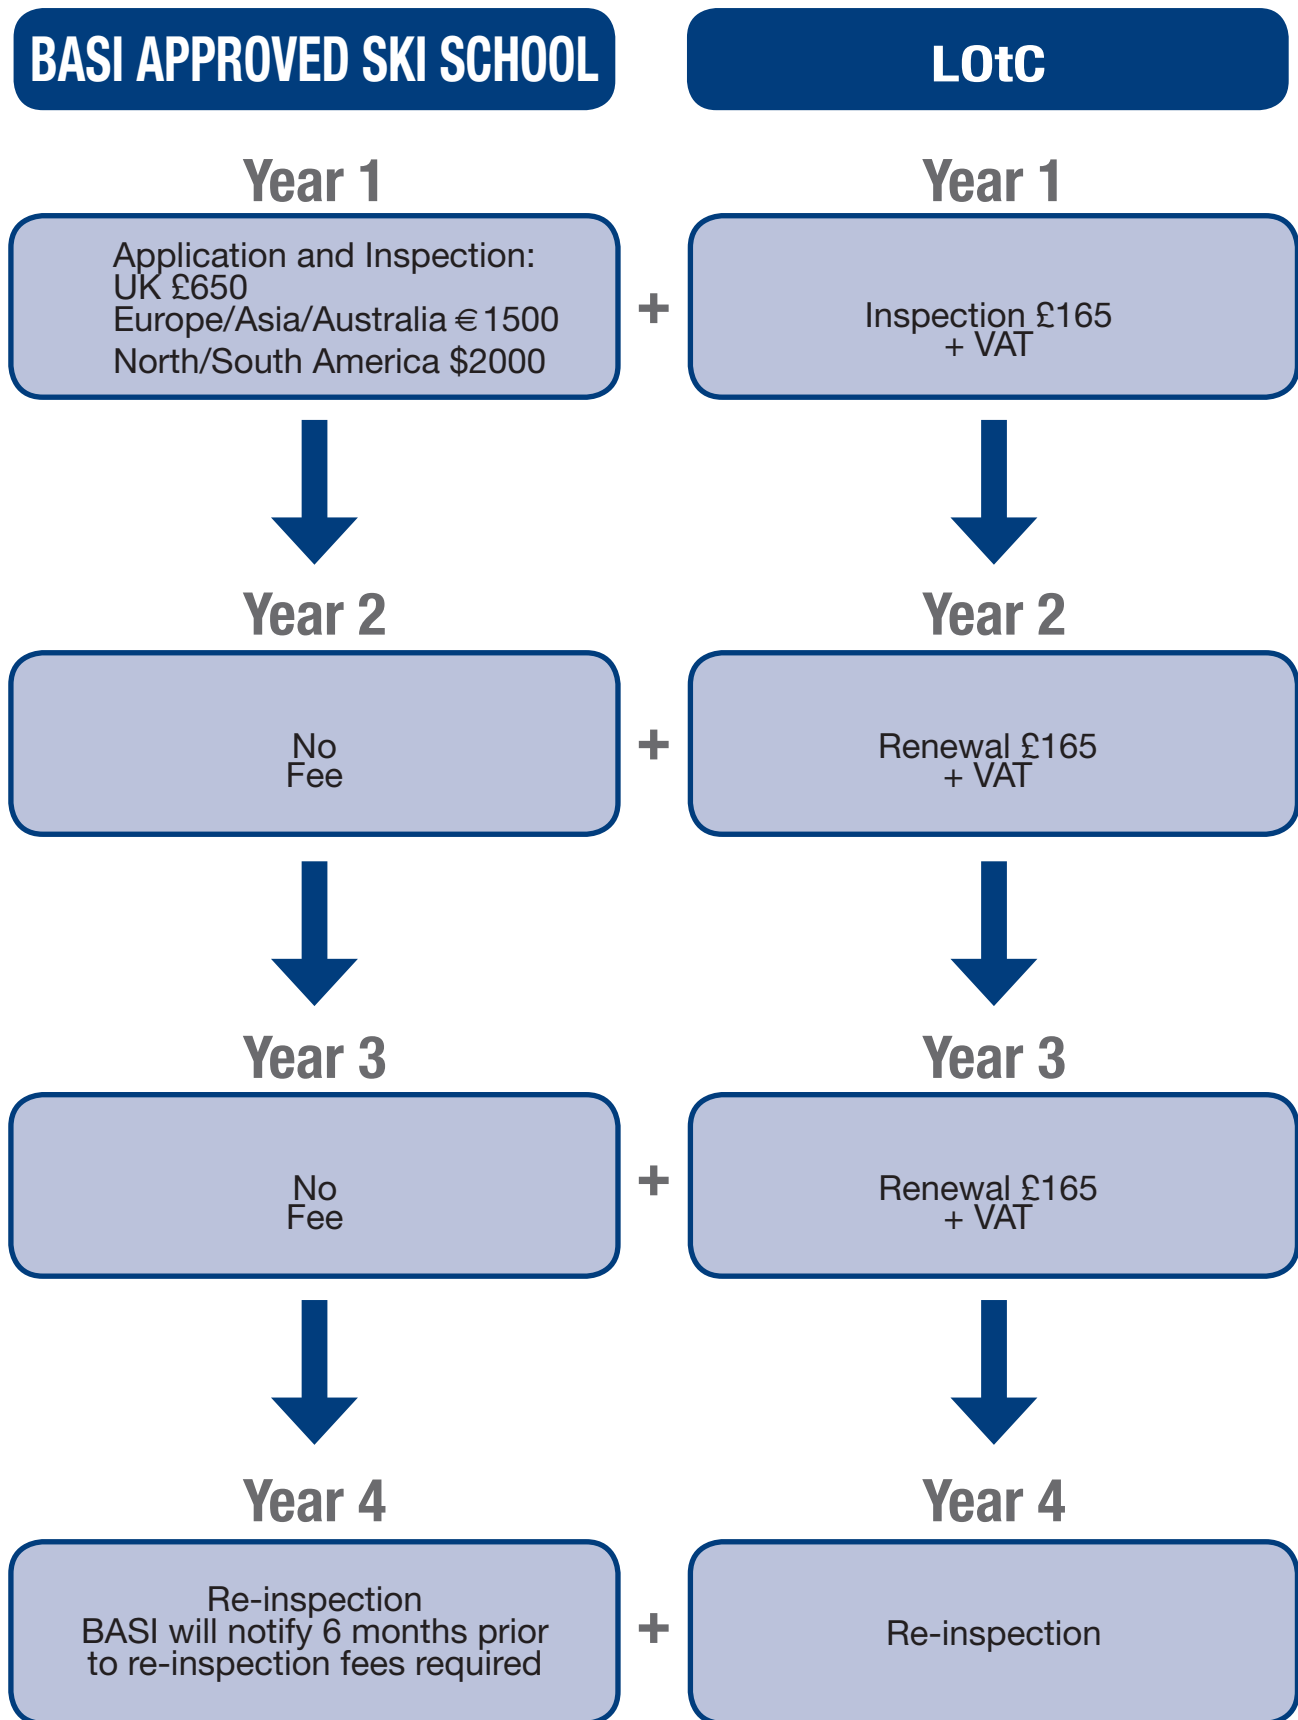 BASI APPROVED SKI SCHOOL
LOtC
Year 1
Year 1
Application and Inspection:
UK £650
Europe/Asia/Australia €1500
North/South America $2000
+
Inspection £165
+ VAT
Year 2
Year 2
No
Fee
+
Renewal £165
+ VAT
Year 3
Year 3
No
Fee
+
Renewal £165
+ VAT
Year 4
Year 4
Re-inspection
BASI will notify 6 months prior
to re-inspection fees required
+
Re-inspection